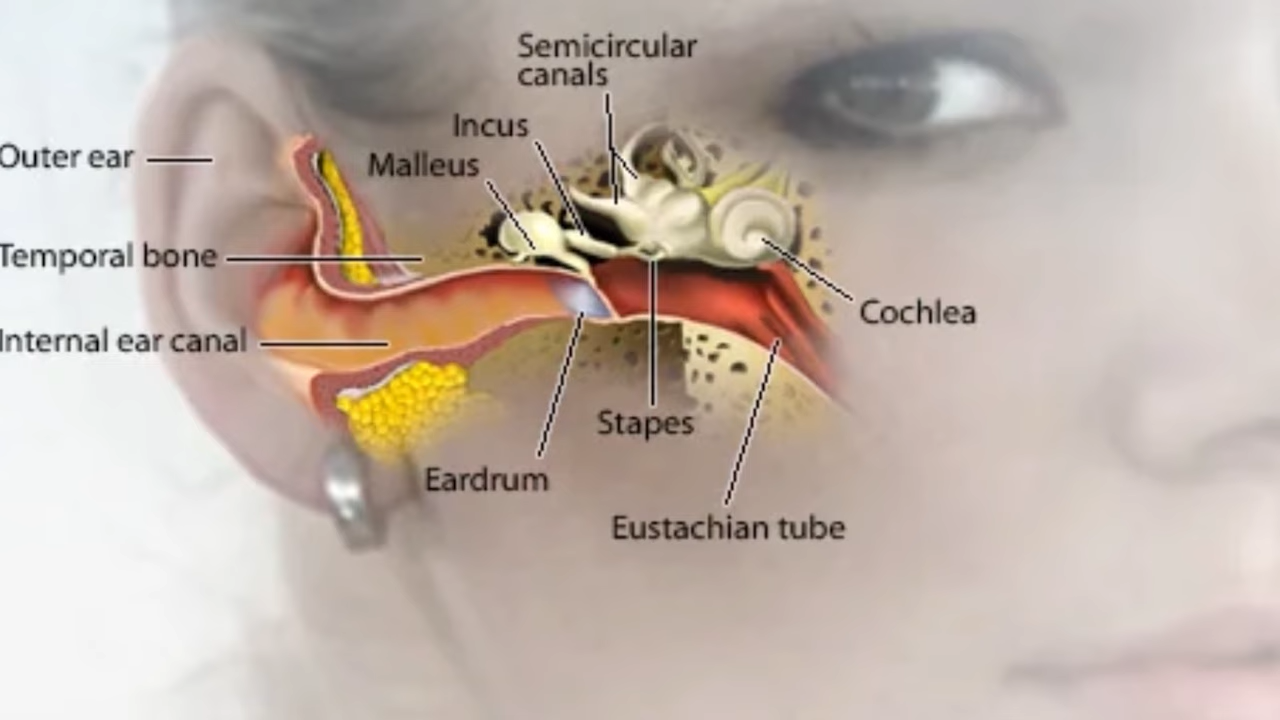 Semicircular
canals
Incus
Malleus
Outer ear
Temporal bone
Internal ear canal
Cochlea
Stapes
Eardrum
Eustachian tube